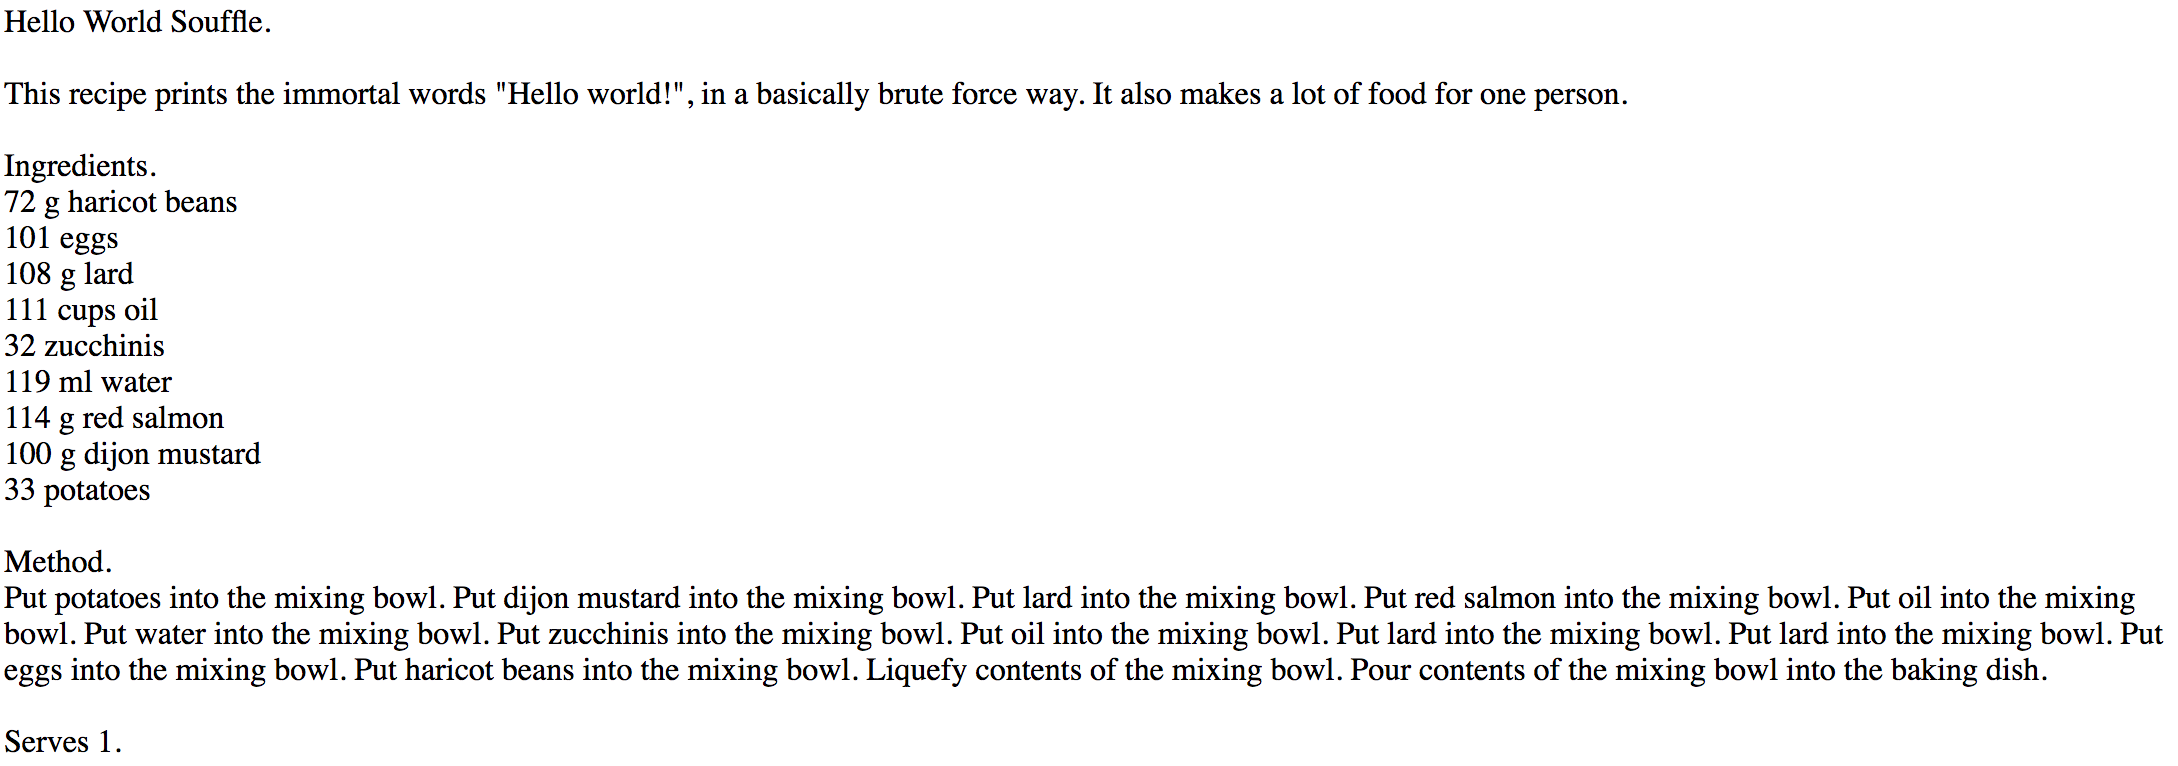 Hello World Souffle.
This recipe prints the immortal words "Hello world!", in a basically brute force way. It also makes a lot of food for one person.
Ingredients.
72 g haricot beans
101 eggs
108 g lard
111 cups oil
32 zucchinis
119 ml water
114 g red salmon
100 g dijon mustard
33 potatoes
Method.
Put potatoes into the mixing bowl. Put dijon mustard into the mixing bowl. Put lard into the mixing bowl. Put red salmon into the mixing bowl. Put oil into the mixing
bowl. Put water into the mixing bowl. Put zucchinis into the mixing bowl. Put oil into the mixing bowl. Put lard into the mixing bowl. Put lard into the mixing bowl. Put
eggs into the mixing bowl. Put haricot beans into the mixing bowl. Liquefy contents of the mixing bowl. Pour contents of the mixing bowl into the baking dish.
Serves 1.